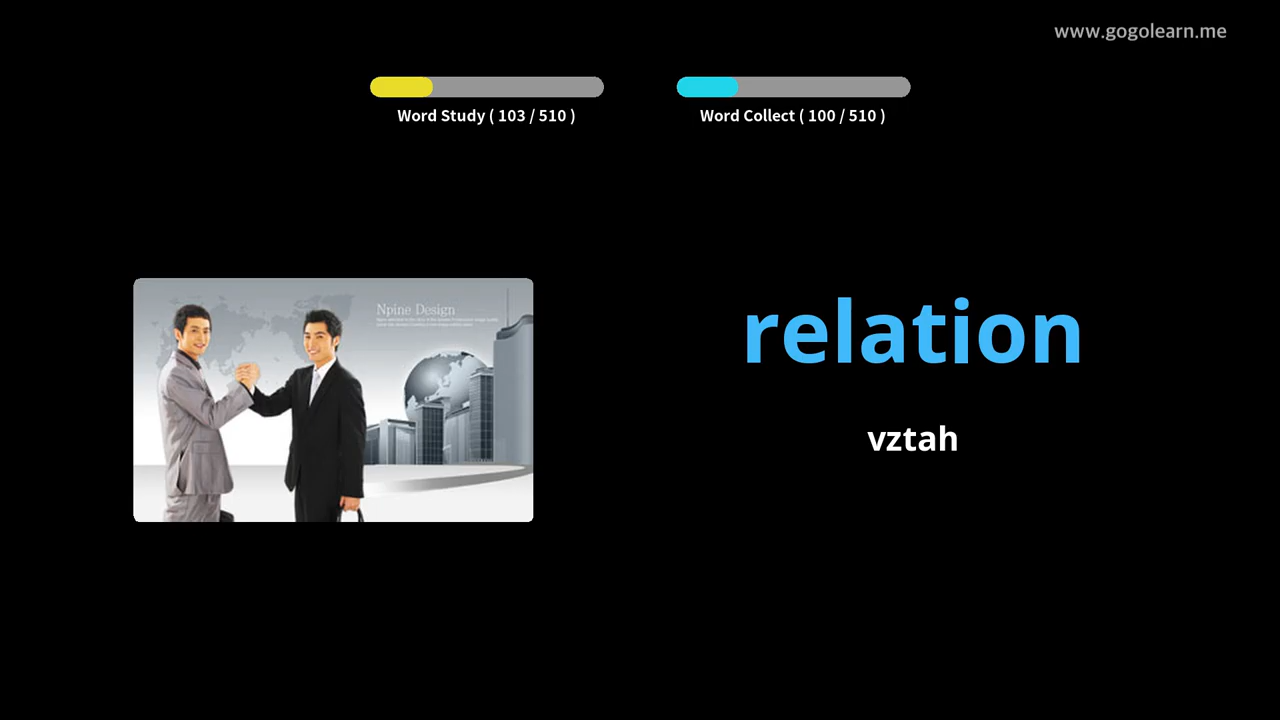 www.gogolearn.me
Word Study ( 103 / 510 )
Word Collect ( 100 / 510 )
Npine Design
relation
vztah